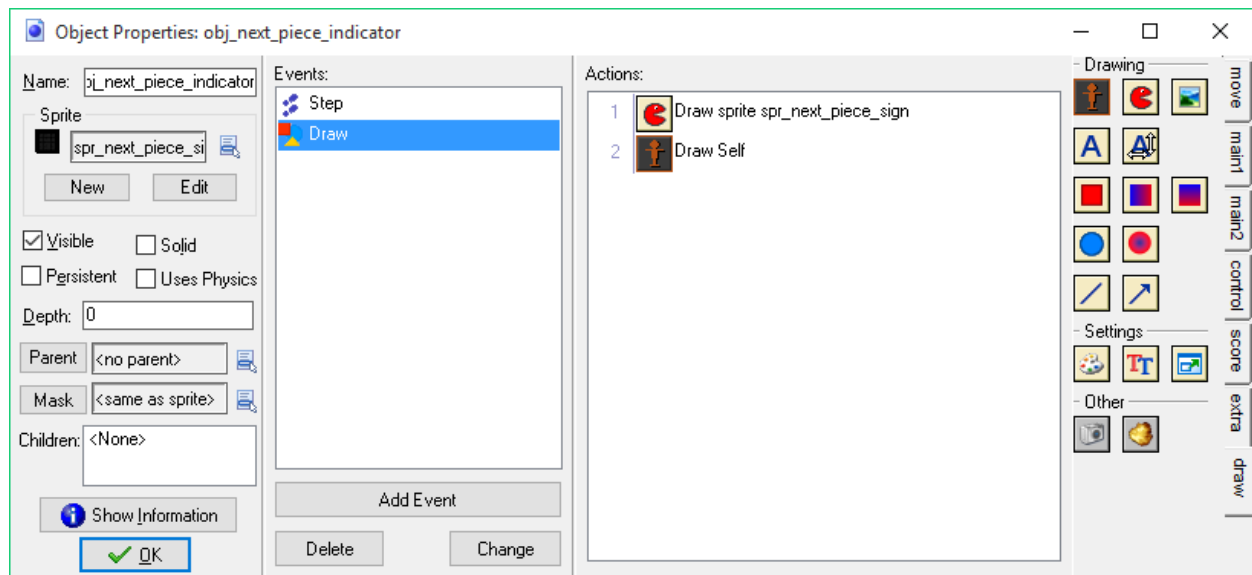 Object Properties: obj_next_piece_indicator
Name: oj_next_piece_indicator
Sprite
spr_next_piece_si
New Edit
Visible Solid
Persistent Uses Physics
Depth: 0
Parent <no parent>
Mask <same as sprite>
Children: <None>
Show Information
OK
Events:
Step
Draw
Add Event
Delete Change
Actions:
1 Draw sprite spr_next_piece_sign
2 Draw Self
Drawing
A A
Settings
TT
Other
move
main1
main2
control
score
extra
draw